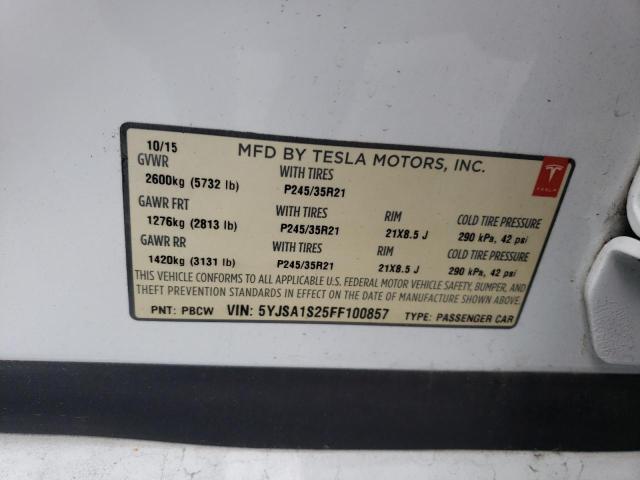 10/15 MFD BY TESLA MOTORS, INC.
GVWR WITH TIRES
2600kg (5732 lb) P245/35R21
GAWR FRT WITH TIRES RIM COLD TIRE PRESSURE
1276kg (2813 lb) P245/35R21 21X8.5 J 290 kPa, 42 psi
GAWR RR WITH TIRES RIM COLD TIRE PRESSURE
1420kg (3131 lb) P245/35R21 21X8.5 J 290 kPa, 42 psi
THIS VEHICLE CONFORMS TO ALL APPLICABLE U.S. FEDERAL MOTOR VEHICLE SAFETY, BUMPER, AND
THEFT PREVENTION STANDARDS IN EFFECT ON THE DATE OF MANUFACTURE SHOWN ABOVE.
PNT: PBCW VIN: 5YJSA1S25FF100857 TYPE: PASSENGER CAR
TESLA